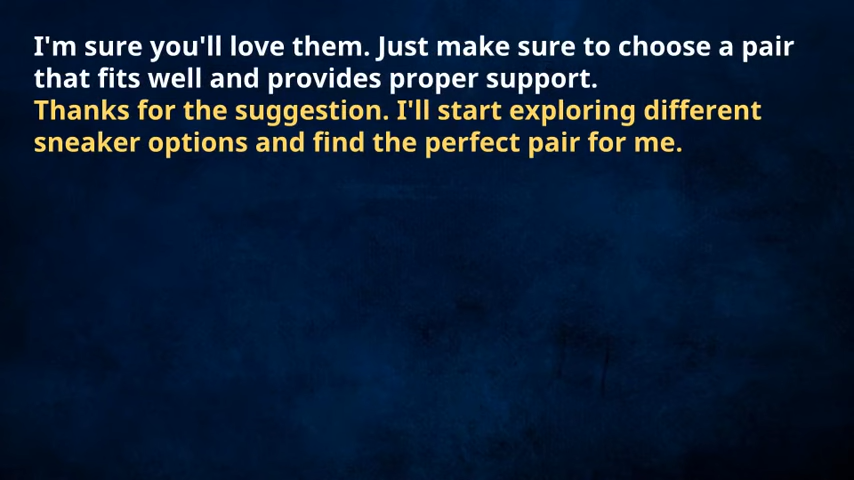 I'm sure you'll love them. Just make sure to choose a pair
that fits well and provides proper support.
Thanks for the suggestion. I'll start exploring different
sneaker options and find the perfect pair for me.